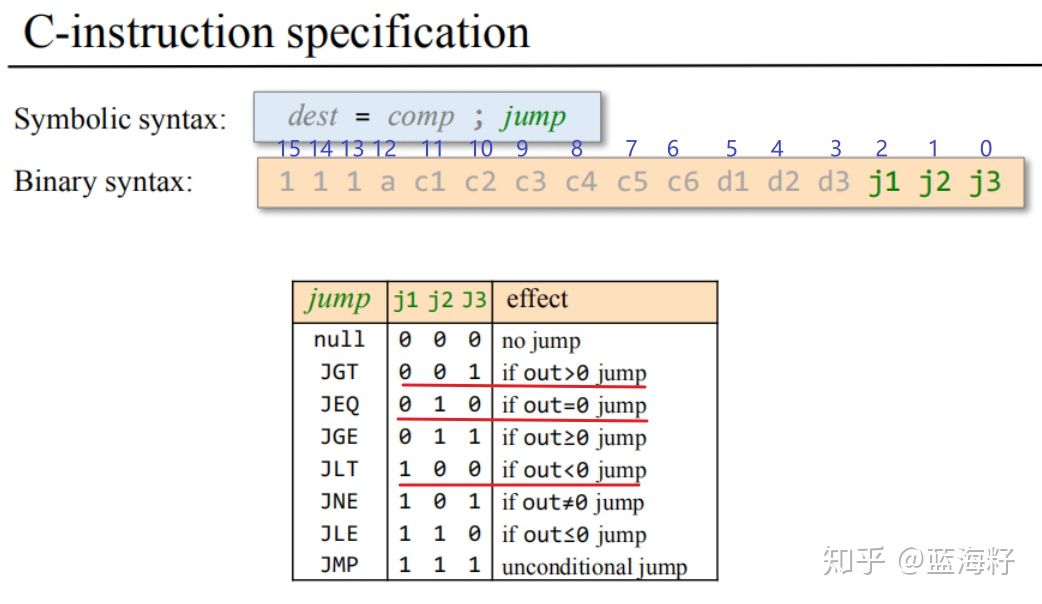 C-instruction specification
Symbolic syntax: dest = comp ; jump
15 14 13 12 11 10 9 8 7 6 5 4 3 2 1 0
Binary syntax: 1 1 1 a c1 c2 c3 c4 c5 c6 d1 d2 d3 j1 j2 j3
jump j1 j2 J3 effect
null 0 0 0 no jump
JGT 0 0 1 if out>0 jump
JEQ 0 1 0 if out=0 jump
JGE 0 1 1 if out≥0 jump
JLT 1 0 0 if out<0 jump
JNE 1 0 1 if out≠0 jump
JLE 1 1 0 if out≤0 jump
JMP 1 1 1 unconditional jump
知乎 @蓝海籽